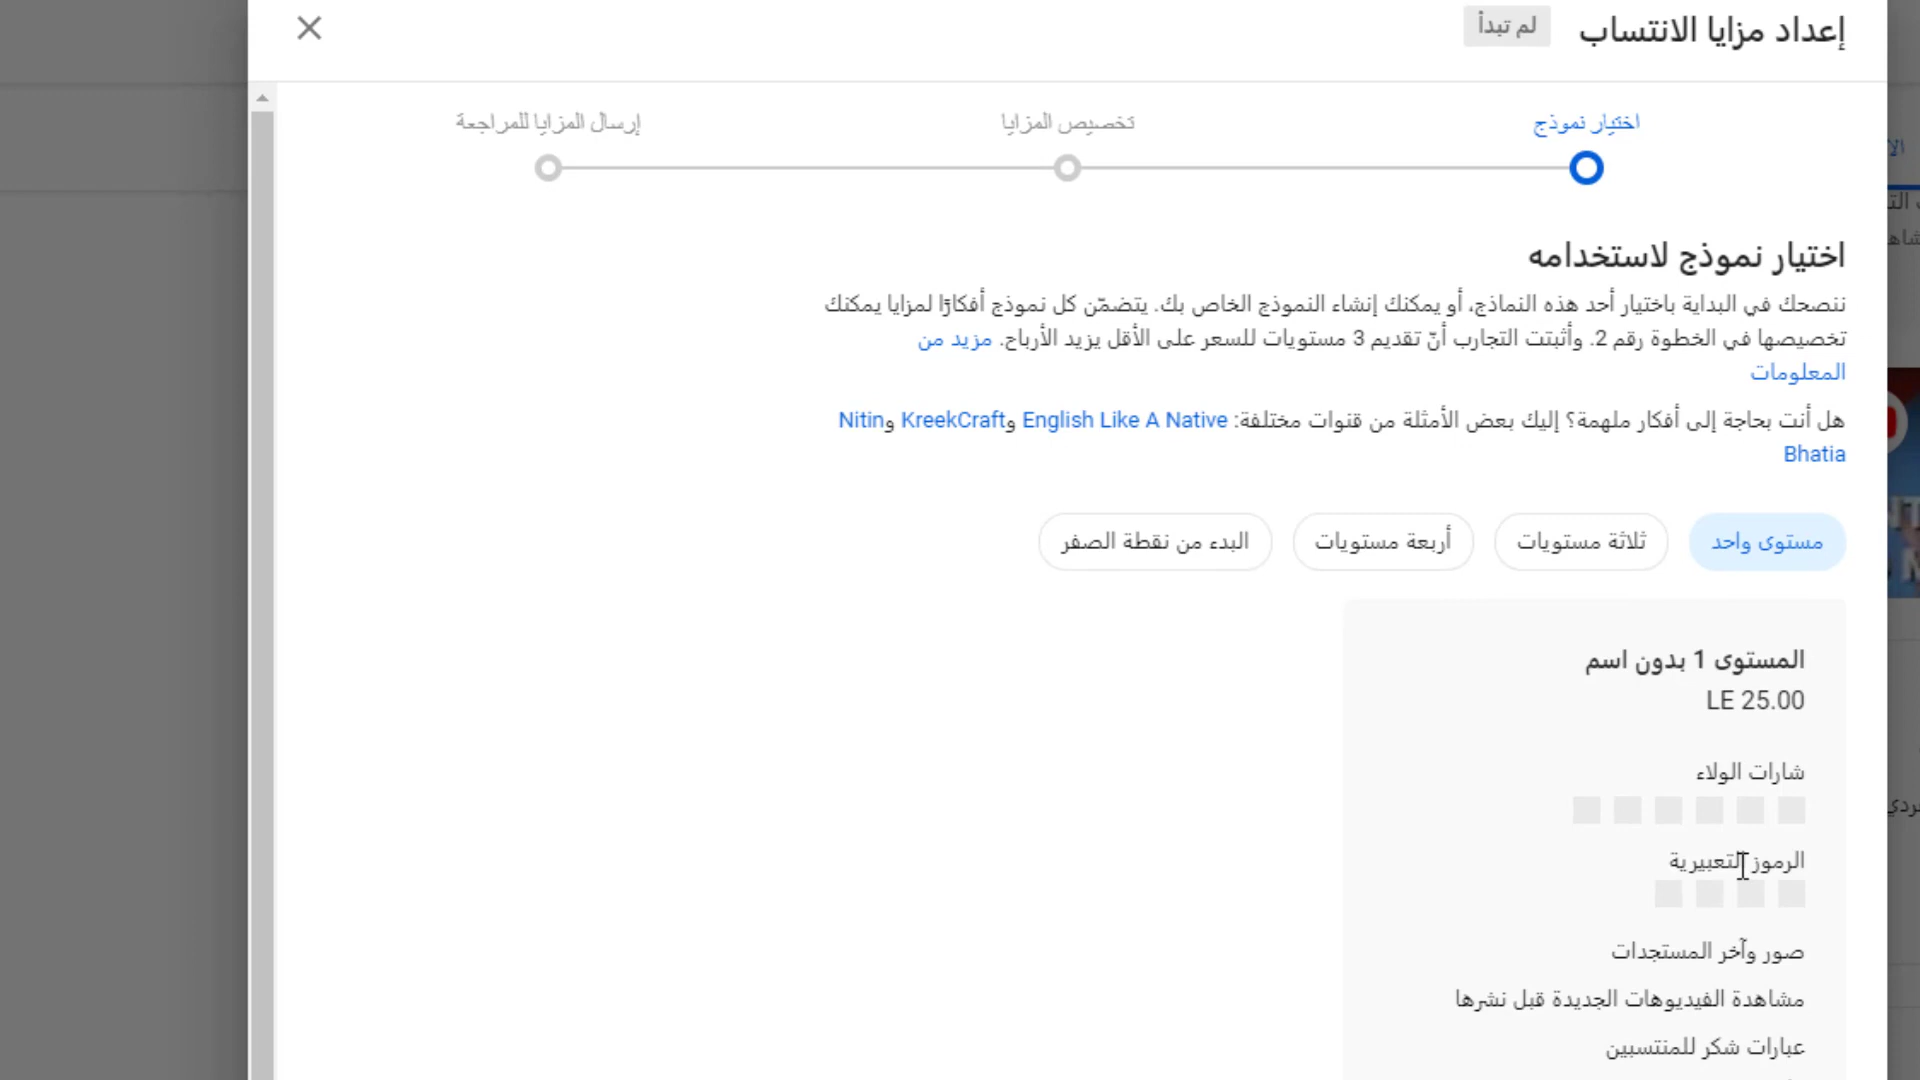 إعداد مزايا الانتساب
لم تبدأ
اختيار نموذج
تخصيص المزايا
إرسال المزايا للمراجعة
اختيار نموذج لاستخدامه
ننصحك في البداية باختيار أحد هذه النماذج، أو يمكنك إنشاء النموذج الخاص بك. يتضمّن كل نموذج أفكارًا لمزايا يمكنك
تخصيصها في الخطوة رقم 2. وأثبتت التجارب أنّ تقديم 3 مستويات للسعر على الأقل يزيد الأرباح. مزيد من
المعلومات
هل أنت بحاجة إلى أفكار ملهمة؟ إليك بعض الأمثلة من قنوات مختلفة: English Like A Native وKreekCraft وNitin
Bhatia
مستوى واحد
ثلاثة مستويات
أربعة مستويات
البدء من نقطة الصفر
المستوى 1 بدون اسم
LE 25.00
شارات الولاء
الرموز التعبيرية
صور وآخر المستجدات
مشاهدة الفيديوهات الجديدة قبل نشرها
عبارات شكر للمنتسبين